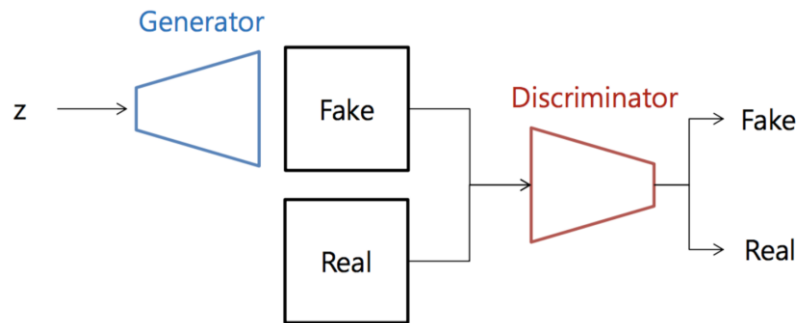 Generator
z
Fake
Discriminator
Fake
Real
Real